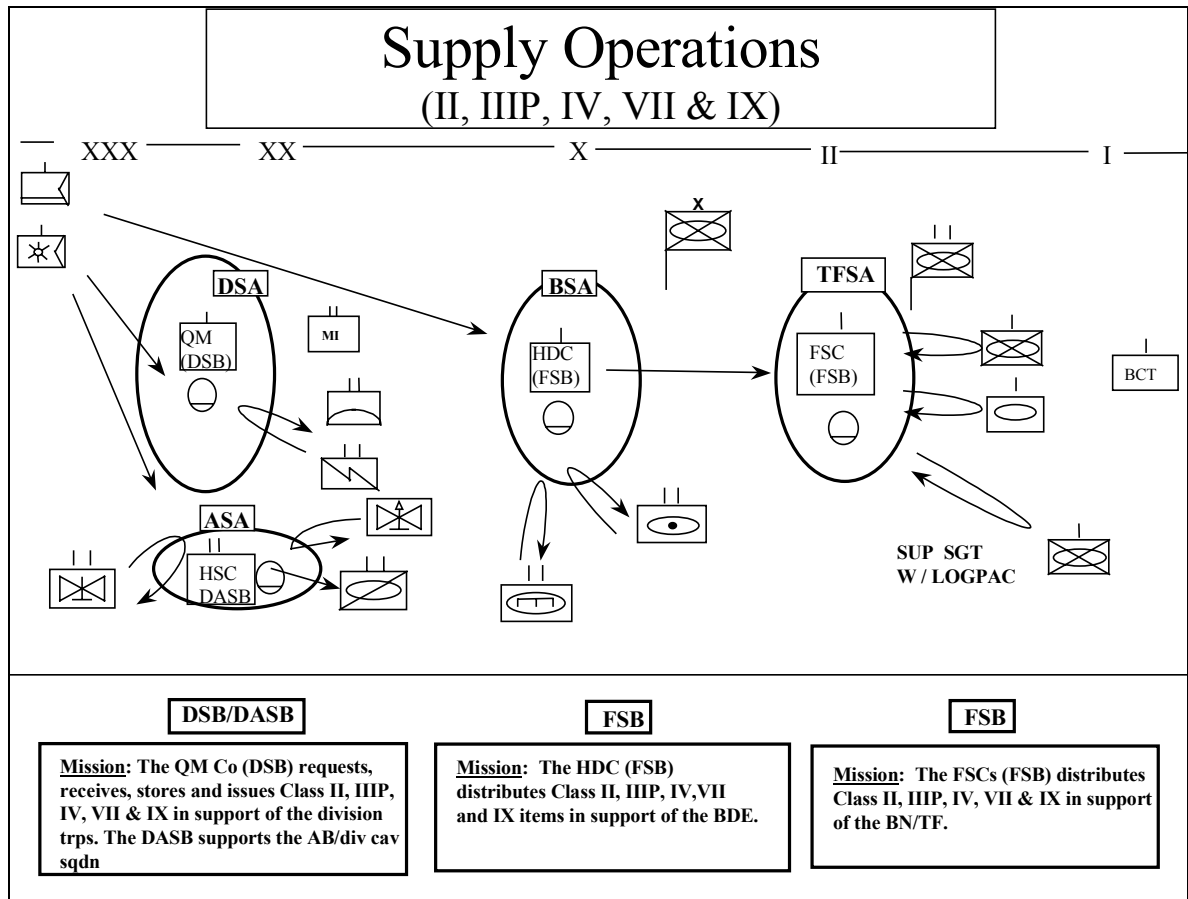 Supply Operations
(II, IIIP, IV, VII & IX)
XXX XX X II I
X
DSA
BSA
TFSA
QM
(DSB)
MI
HDC
(FSB)
FSC
(FSB)
BCT
ASA
HSC
DASB
SUP SGT
W / LOGPAC
DSB/DASB
Mission: The QM Co (DSB) requests,
receives, stores and issues Class II, IIIP,
IV, VII & IX in support of the division
trps. The DASB supports the AB/div cav
sqdn
FSB
Mission: The HDC (FSB)
distributes Class II, IIIP, IV,VII
and IX items in support of the BDE.
FSB
Mission: The FSCs (FSB) distributes
Class II, IIIP, IV, VII & IX in support
of the BN/TF.